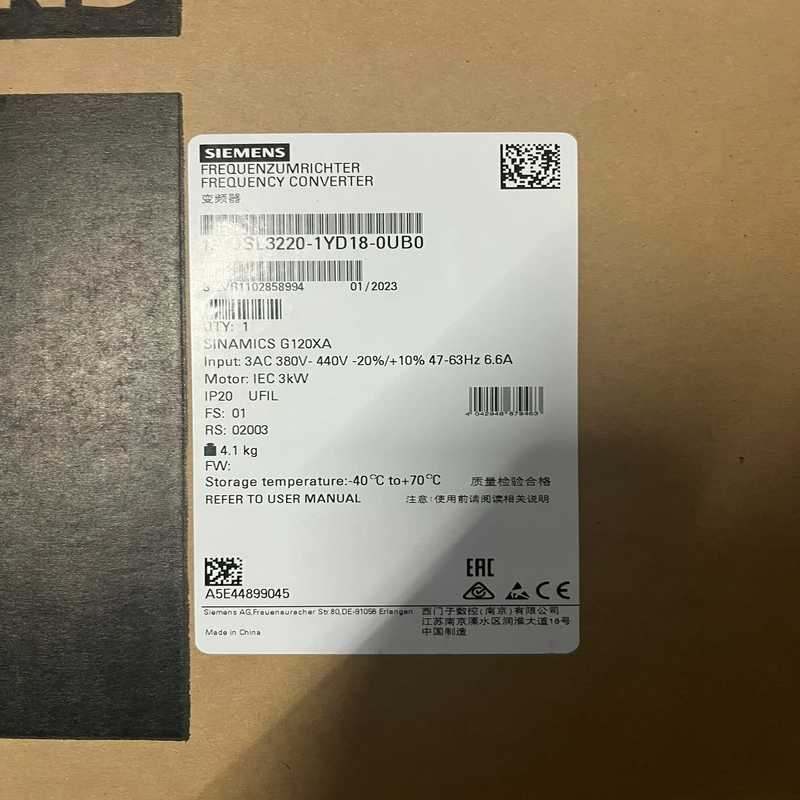 SIEMENS
FREQUENZUMRICHTER
FREQUENCY CONVERTER
变频器
SL3220-1YD18-0UB0
01/2023
QTY: 1
SINAMICS G120XA
Input: 3AC 380V- 440V -20%/+10% 47-63Hz 6.6A
Motor: IEC 3kW
IP20 UFIL
FS: 01
RS: 02003
4.1 kg
FW:
Storage temperature:-40℃ to+70℃ 质量检验合格
REFER TO USER MANUAL 注意:使用前请阅读相关说明
EAC
A5E44899045
CE
Siemens AG,Frauenauracher Str.80,DE-91056 Erlangen
西门子数控(南京)有限公司
江苏南京溧水区润淮大道18号
Made in China
中国制造